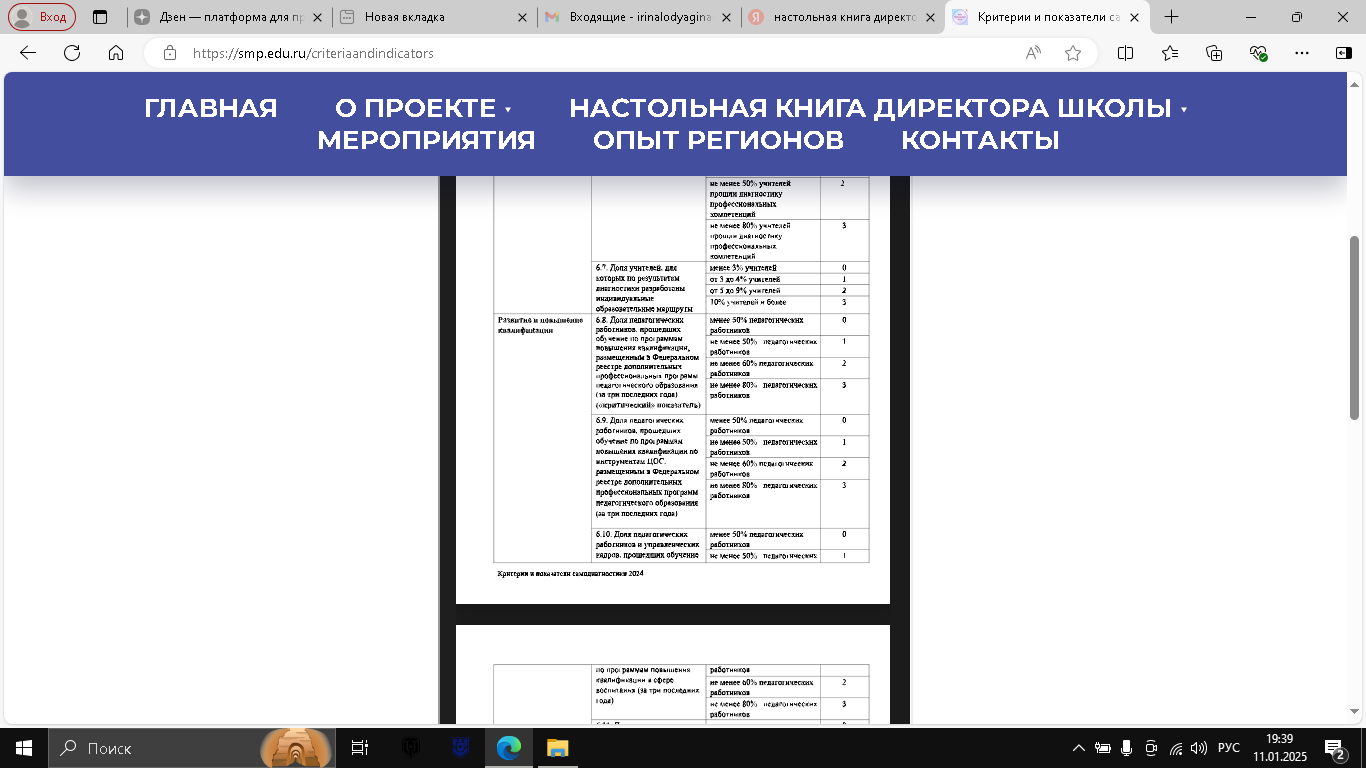 Вход
Дзен — платформа для пр
Новая вкладка
Входящие - irinalodyagina
настольная книга директо
Критерии и показатели са
https://smp.edu.ru/criteriaandindicators
ГЛАВНАЯ О ПРОЕКТЕ НАСТОЛЬНАЯ КНИГА ДИРЕКТОРА ШКОЛЫ
МЕРОПРИЯТИЯ ОПЫТ РЕГИОНОВ КОНТАКТЫ
не менее 50% учителей 2
прошли диагностику
профессиональных
компетенций
не менее 80% учителей 3
прошли диагностику
профессиональных
компетенций
6.7. Доля учителей, для
которых по результатам
диагностики разработаны
индивидуальные
образовательные маршруты
менее 3% учителей 0
от 3 до 4% учителей 1
от 5 до 9% учителей 2
10% учителей и более 3
Развитие и повышение
квалификации
6.8. Доля педагогических
работников, прошедших
обучение по программам
повышения квалификации,
размещенным в Федеральном
реестре дополнительных
профессиональных программ
педагогического образования
(за три последних года)
(«критический» показатель)
менее 50% педагогических 0
работников
не менее 50% педагогических 1
работников
не менее 60% педагогических 2
работников
не менее 80% педагогических 3
работников
6.9. Доля педагогических
работников, прошедших
обучение по программам
повышения квалификации по
инструментам ЦОС,
размещенным в Федеральном
реестре дополнительных
профессиональных программ
педагогического образования
(за три последних года)
менее 50% педагогических 0
работников
не менее 50% педагогических 1
работников
не менее 60% педагогических 2
работников
не менее 80% педагогических 3
работников
6.10. Доля педагогических
работников и управленческих
кадров, прошедших обучение
менее 50% педагогических 0
работников
не менее 50% педагогических 1
Критерии и показатели самодиагностики 2024
по программам повышения
квалификации в сфере
воспитания (за три последних
года)
работников
не менее 60% педагогических 2
работников
не менее 80% педагогических 3
работников
Поиск
РУС
19:39
11.01.2025
2